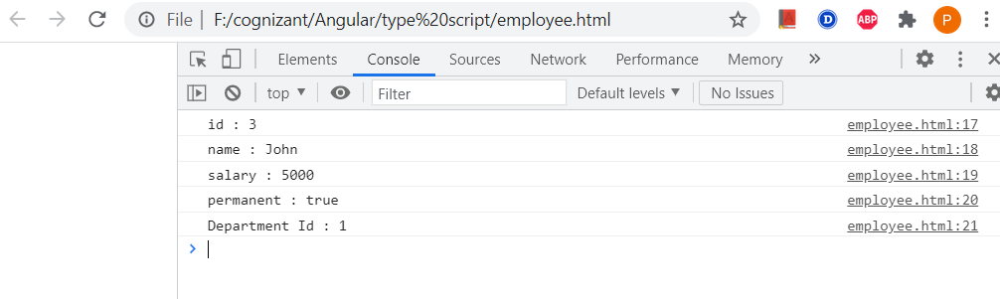 File | F:/cognizant/Angular/type%20script/employee.html D ABP P
Elements Console Sources Network Performance Memory »
top ▼ Filter Default levels ▼ No Issues
id : 3 employee.html:17
name : John employee.html:18
salary : 5000 employee.html:19
permanent : true employee.html:20
Department Id : 1 employee.html:21
>